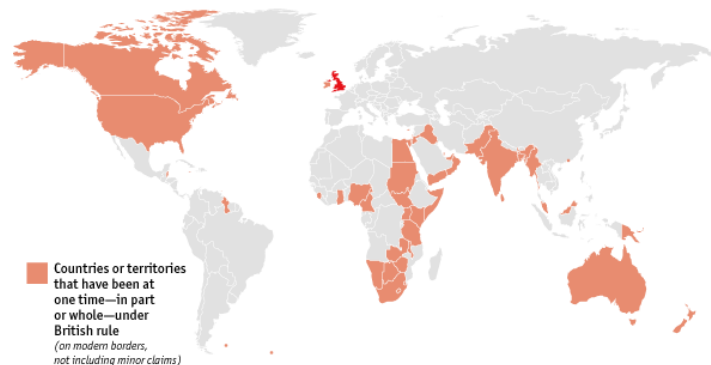 Countries or territories
that have been at
one time—in part
or whole—under
British rule
(on modern borders,
not including minor claims)